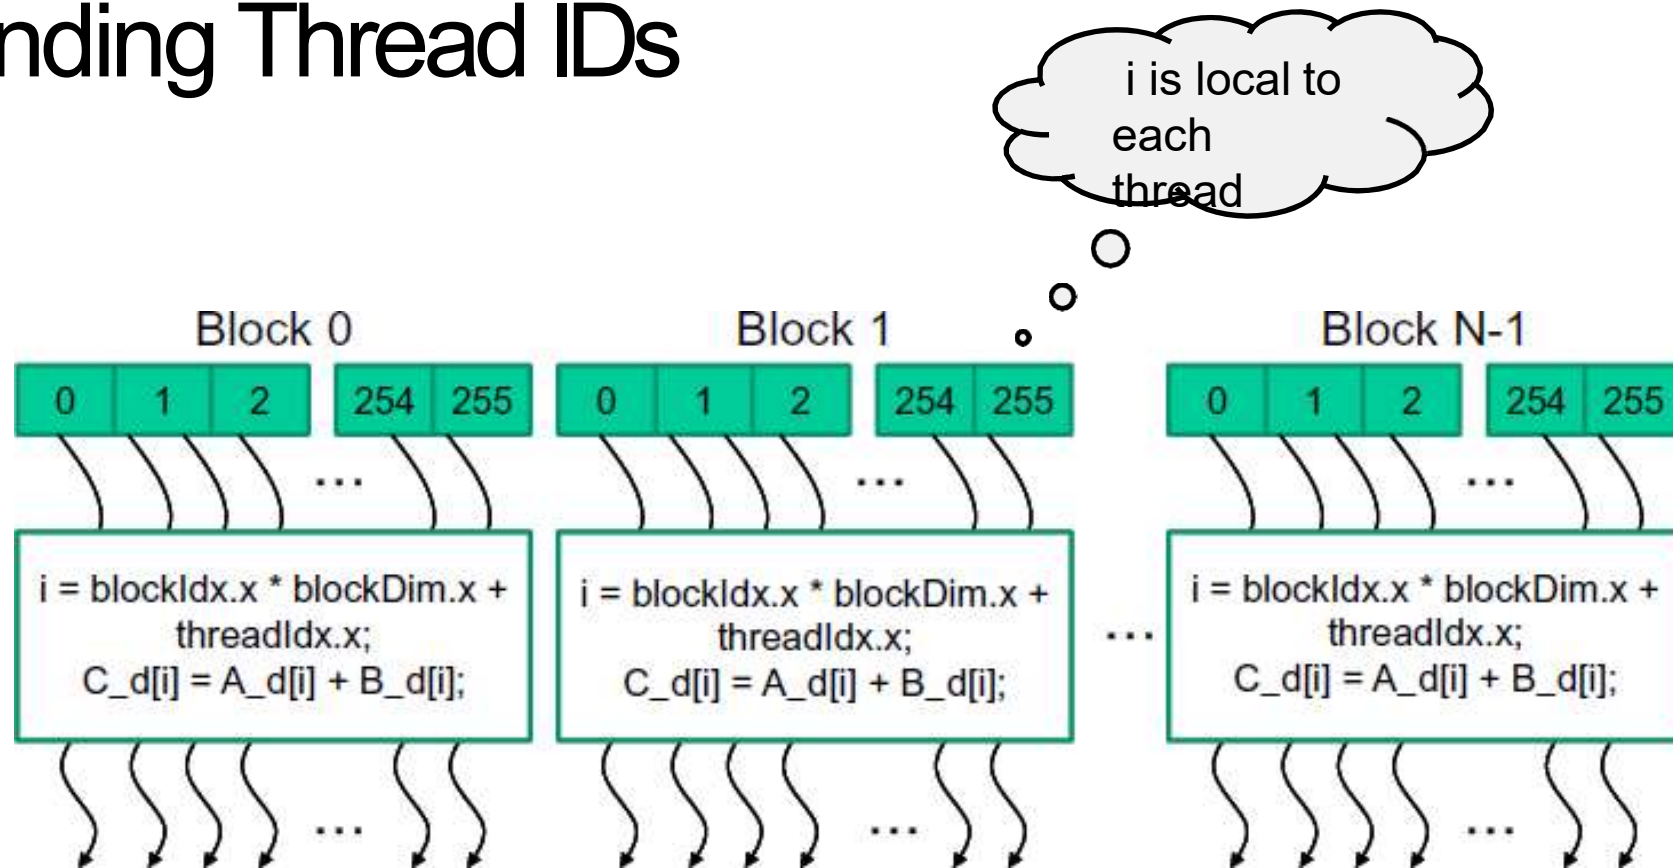 nding Thread IDs
i is local to
each
thread
Block 0
0 1 2 254 255
...
i = blockIdx.x * blockDim.x +
threadIdx.x;
C_d[i] = A_d[i] + B_d[i];
...
Block 1
0 1 2 254 255
...
i = blockIdx.x * blockDim.x +
threadIdx.x;
C_d[i] = A_d[i] + B_d[i];
...
...
Block N-1
0 1 2 254 255
...
i = blockIdx.x * blockDim.x +
threadIdx.x;
C_d[i] = A_d[i] + B_d[i];
...